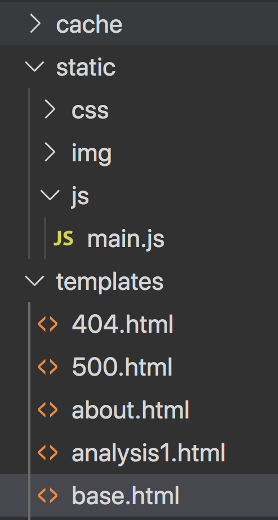 cache
static
css
img
js
JS main.js
templates
404.html
500.html
about.html
analysis1.html
base.html